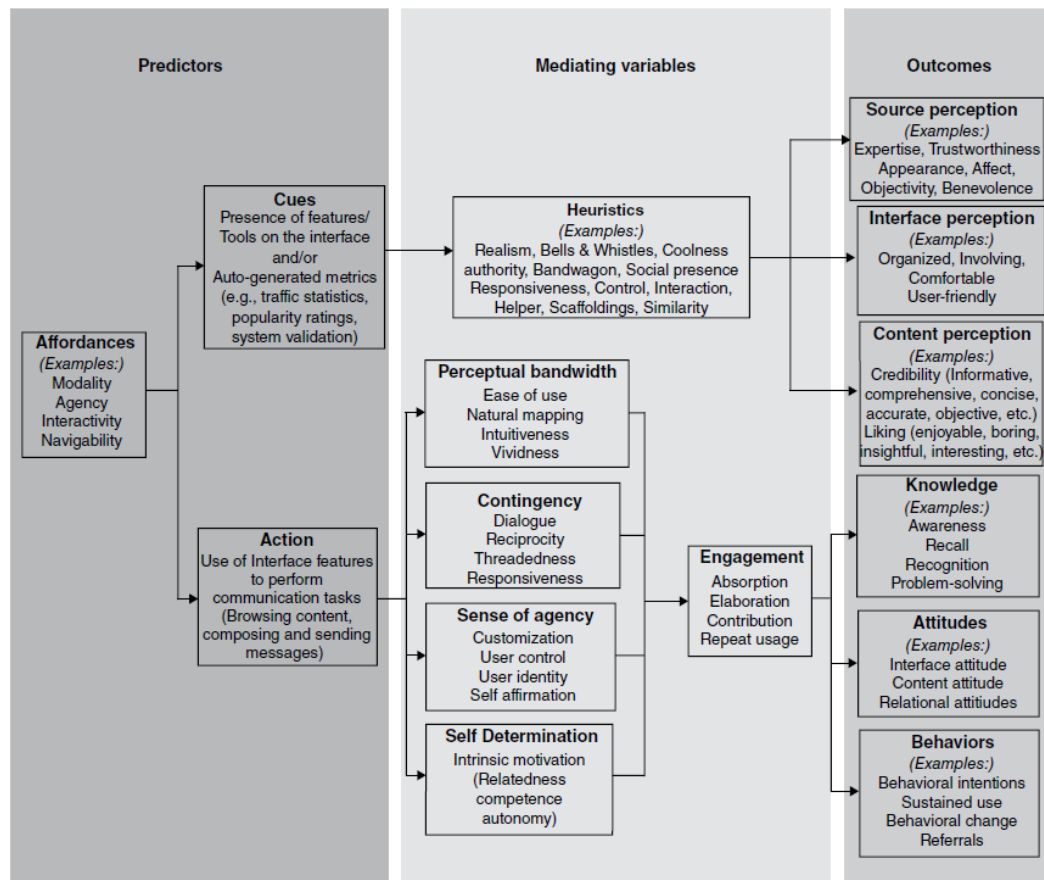 Predictors
Mediating variables
Outcomes
Affordances
(Examples:)
Modality
Agency
Interactivity
Navigability
Cues
Presence of features/
Tools on the interface
and/or
Auto-generated metrics
(e.g., traffic statistics,
popularity ratings,
system validation)
Action
Use of Interface features
to perform
communication tasks
(Browsing content,
composing and sending
messages)
Heuristics
(Examples:)
Realism, Bells & Whistles, Coolness
authority, Bandwagon, Social presence
Responsiveness, Control, Interaction,
Helper, Scaffoldings, Similarity
Perceptual bandwidth
Ease of use
Natural mapping
Intuitiveness
Vividness
Contingency
Dialogue
Reciprocity
Threadedness
Responsiveness
Sense of agency
Customization
User control
User identity
Self affirmation
Self Determination
Intrinsic motivation
(Relatedness
competence
autonomy)
Engagement
Absorption
Elaboration
Contribution
Repeat usage
Source perception
(Examples:)
Expertise, Trustworthiness
Appearance, Affect,
Objectivity, Benevolence
Interface perception
(Examples:)
Organized, Involving,
Comfortable
User-friendly
Content perception
(Examples:)
Credibility (Informative,
comprehensive, concise,
accurate, objective, etc.)
Liking (enjoyable, boring,
insightful, interesting, etc.)
Knowledge
(Examples:)
Awareness
Recall
Recognition
Problem-solving
Attitudes
(Examples:)
Interface attitude
Content attitude
Relational attitiudes
Behaviors
(Examples:)
Behavioral intentions
Sustained use
Behavioral change
Referrals